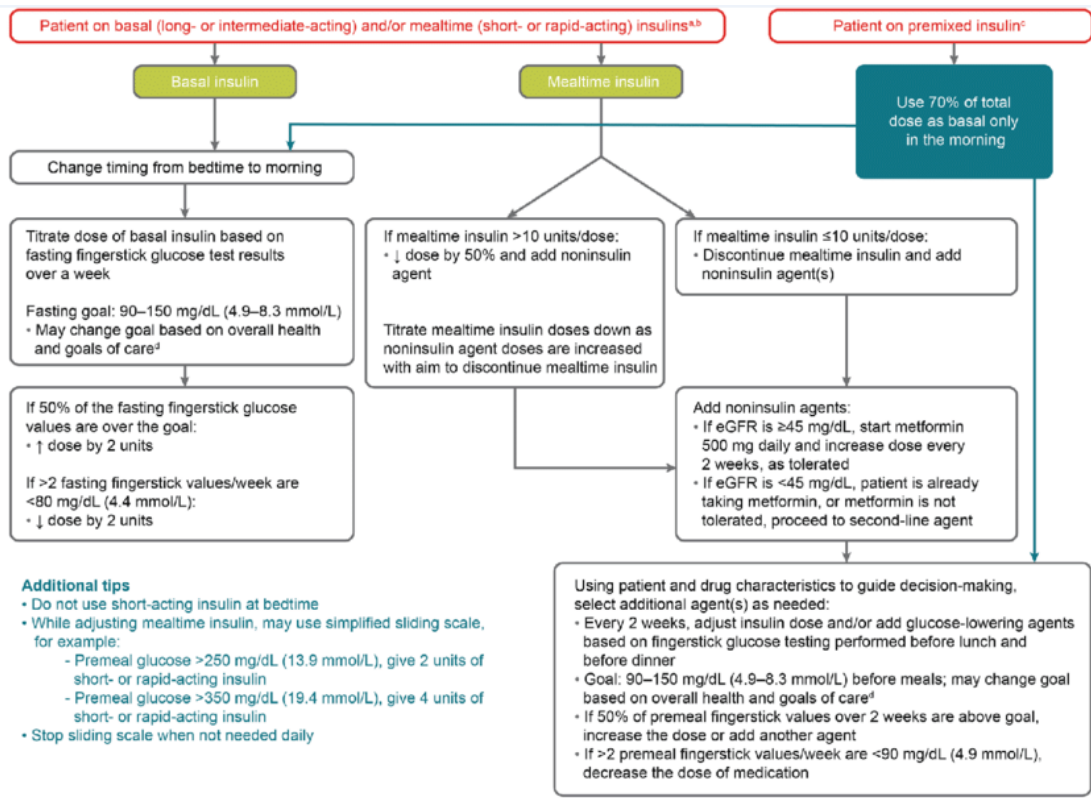 Patient on basal (long- or intermediate-acting) and/or mealtime (short- or rapid-acting) insulinsᵃ,ᵇ
Patient on premixed insulinᶜ
Basal insulin
Mealtime insulin
Use 70% of total
dose as basal only
in the morning
Change timing from bedtime to morning
Titrate dose of basal insulin based on
fasting fingerstick glucose test results
over a week
Fasting goal: 90–150 mg/dL (4.9–8.3 mmol/L)
• May change goal based on overall health
and goals of careᵈ
If mealtime insulin >10 units/dose:
• ↓ dose by 50% and add noninsulin
agent
Titrate mealtime insulin doses down as
noninsulin agent doses are increased
with aim to discontinue mealtime insulin
If mealtime insulin ≤10 units/dose:
• Discontinue mealtime insulin and add
noninsulin agent(s)
If 50% of the fasting fingerstick glucose
values are over the goal:
• ↑ dose by 2 units
If >2 fasting fingerstick values/week are
<80 mg/dL (4.4 mmol/L):
• ↓ dose by 2 units
Add noninsulin agents:
• If eGFR is ≥45 mg/dL, start metformin
500 mg daily and increase dose every
2 weeks, as tolerated
• If eGFR is <45 mg/dL, patient is already
taking metformin, or metformin is not
tolerated, proceed to second-line agent
Additional tips
• Do not use short-acting insulin at bedtime
• While adjusting mealtime insulin, may use simplified sliding scale,
for example:
- Premeal glucose >250 mg/dL (13.9 mmol/L), give 2 units of
short- or rapid-acting insulin
- Premeal glucose >350 mg/dL (19.4 mmol/L), give 4 units of
short- or rapid-acting insulin
• Stop sliding scale when not needed daily
Using patient and drug characteristics to guide decision-making,
select additional agent(s) as needed:
• Every 2 weeks, adjust insulin dose and/or add glucose-lowering agents
based on fingerstick glucose testing performed before lunch and
before dinner
• Goal: 90–150 mg/dL (4.9–8.3 mmol/L) before meals; may change goal
based on overall health and goals of careᵈ
• If 50% of premeal fingerstick values over 2 weeks are above goal,
increase the dose or add another agent
• If >2 premeal fingerstick values/week are <90 mg/dL (4.9 mmol/L),
decrease the dose of medication